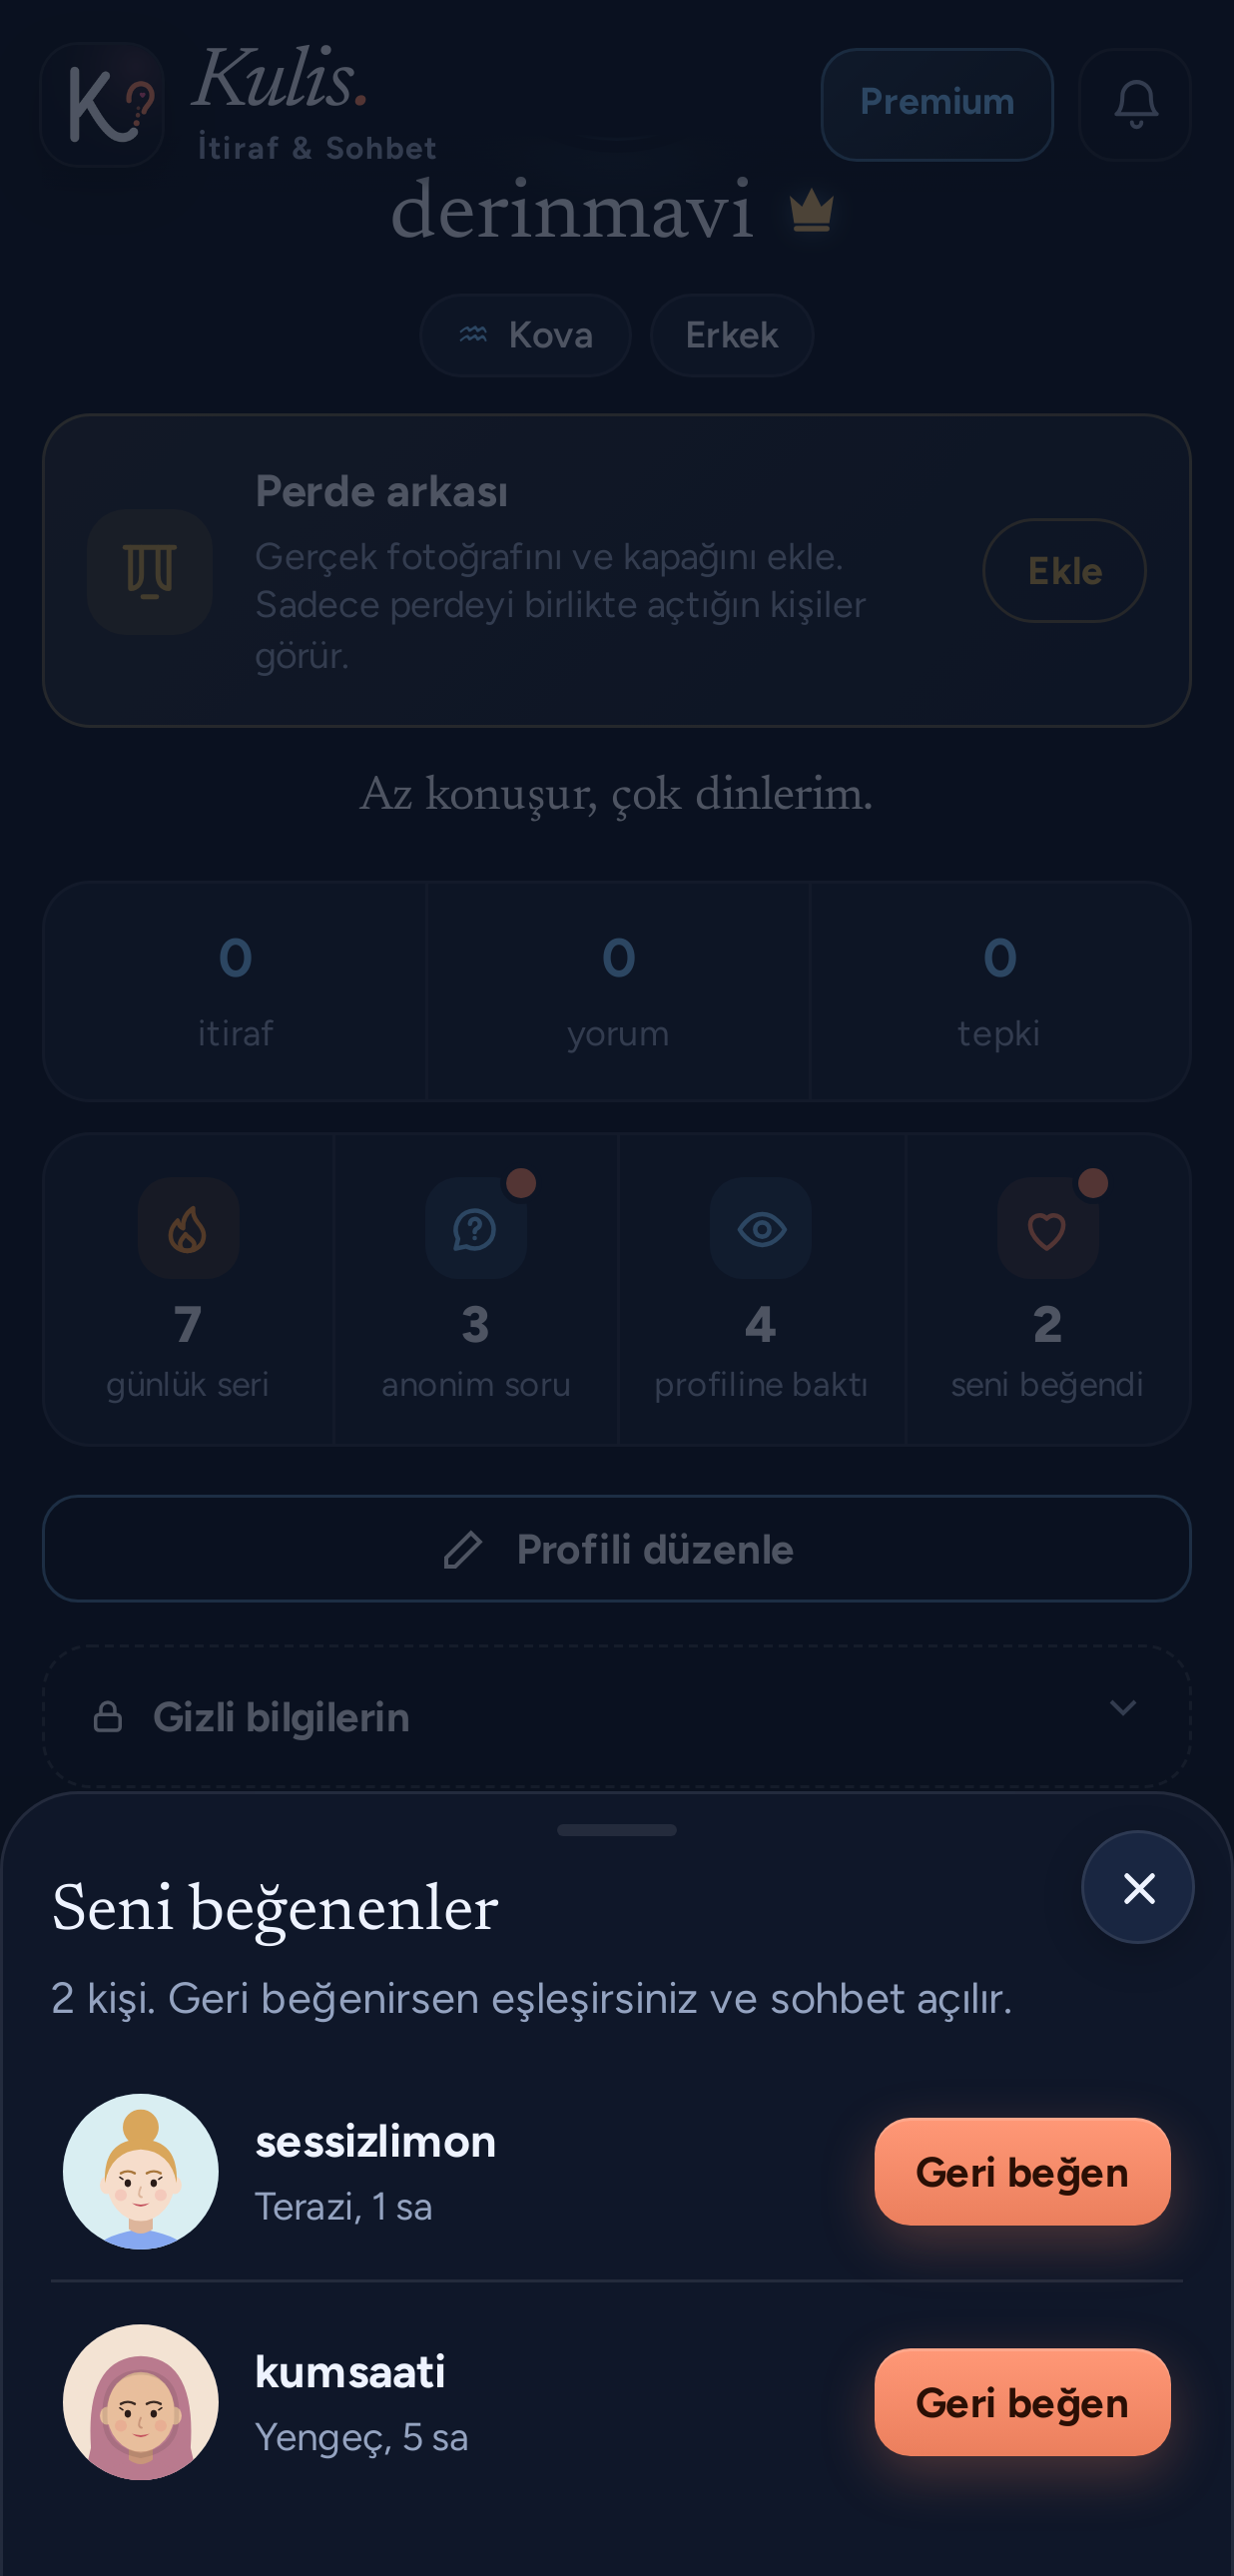 Kulis.
İtiraf & Sohbet
Premium
derinmavi
Kova
Erkek
Perde arkası
Gerçek fotoğrafını ve kapağını ekle.
Sadece perdeyi birlikte açtığın kişiler
görür.
Ekle
Az konuşur, çok dinlerim.
0
0
0
itiraf
yorum
tepki
7
3
4
2
günlük seri
anonim soru
profiline baktı
seni beğendi
Profili düzenle
Gizli bilgilerin
Seni beğenenler
2 kişi. Geri beğenirsen eşleşirsiniz ve sohbet açılır.
sessizlimon
Terazi, 1 sa
Geri beğen
kumsaati
Yengeç, 5 sa
Geri beğen